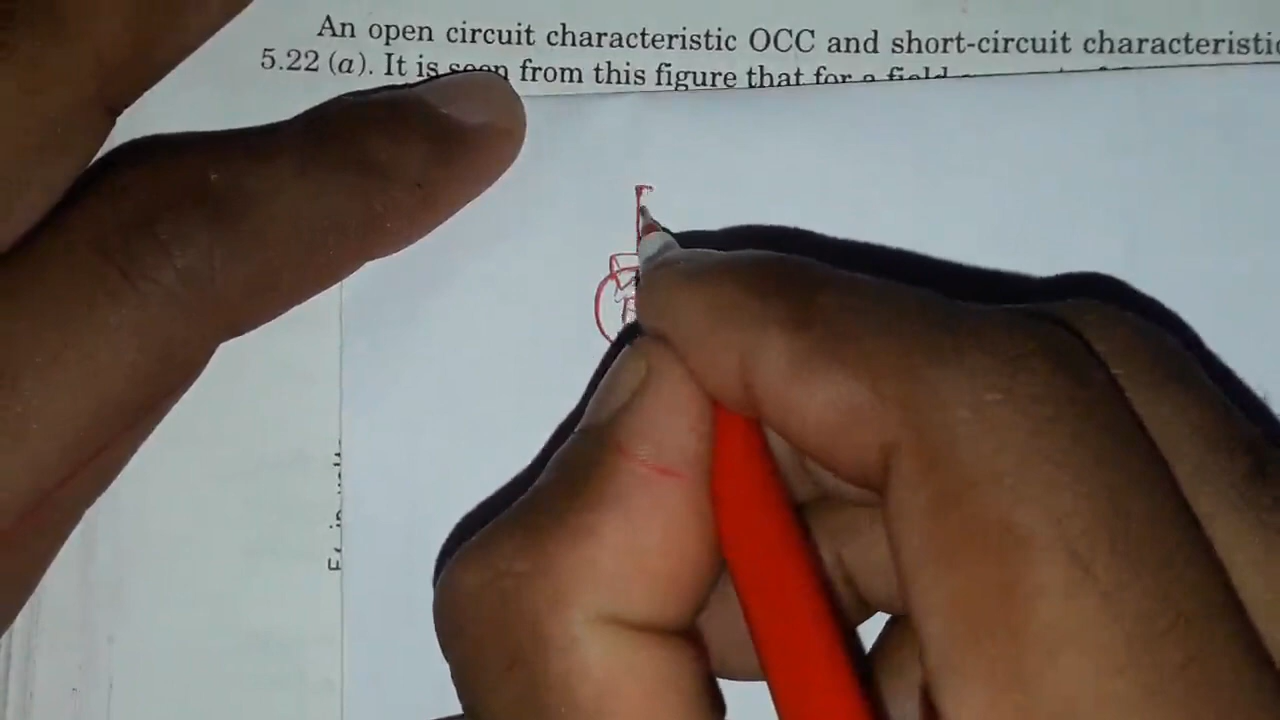 An open circuit characteristic OCC and short-circuit characteristic
5.22 (a). It is seen from this figure that for a field